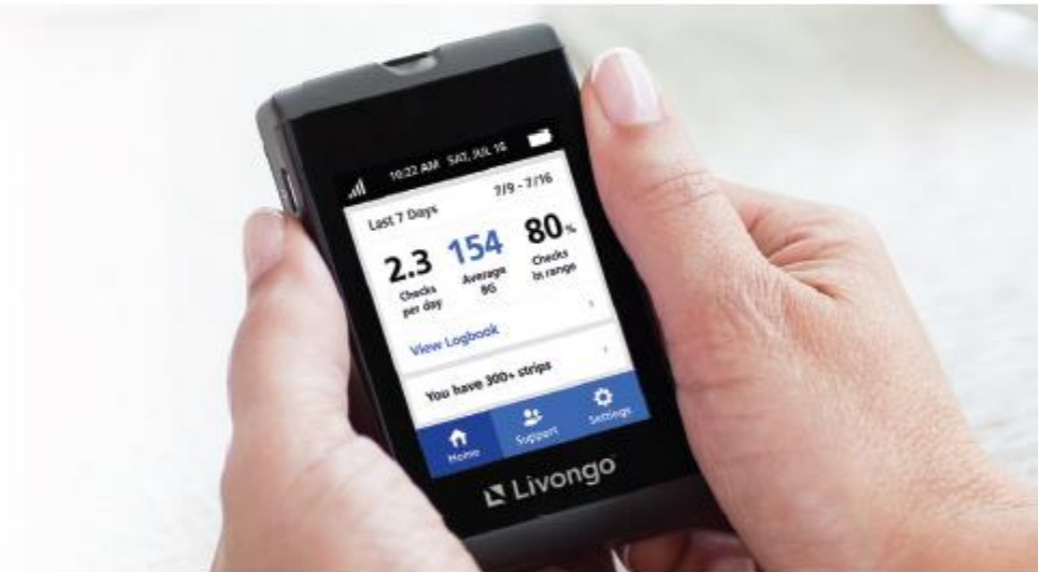 10:22 AM SAT, JUL 16
Last 7 Days 7/9 - 7/16
2.3 154 80%
Checks per day Average BG Checks in range
View Logbook
You have 300+ strips
Home Support Settings
Livongo